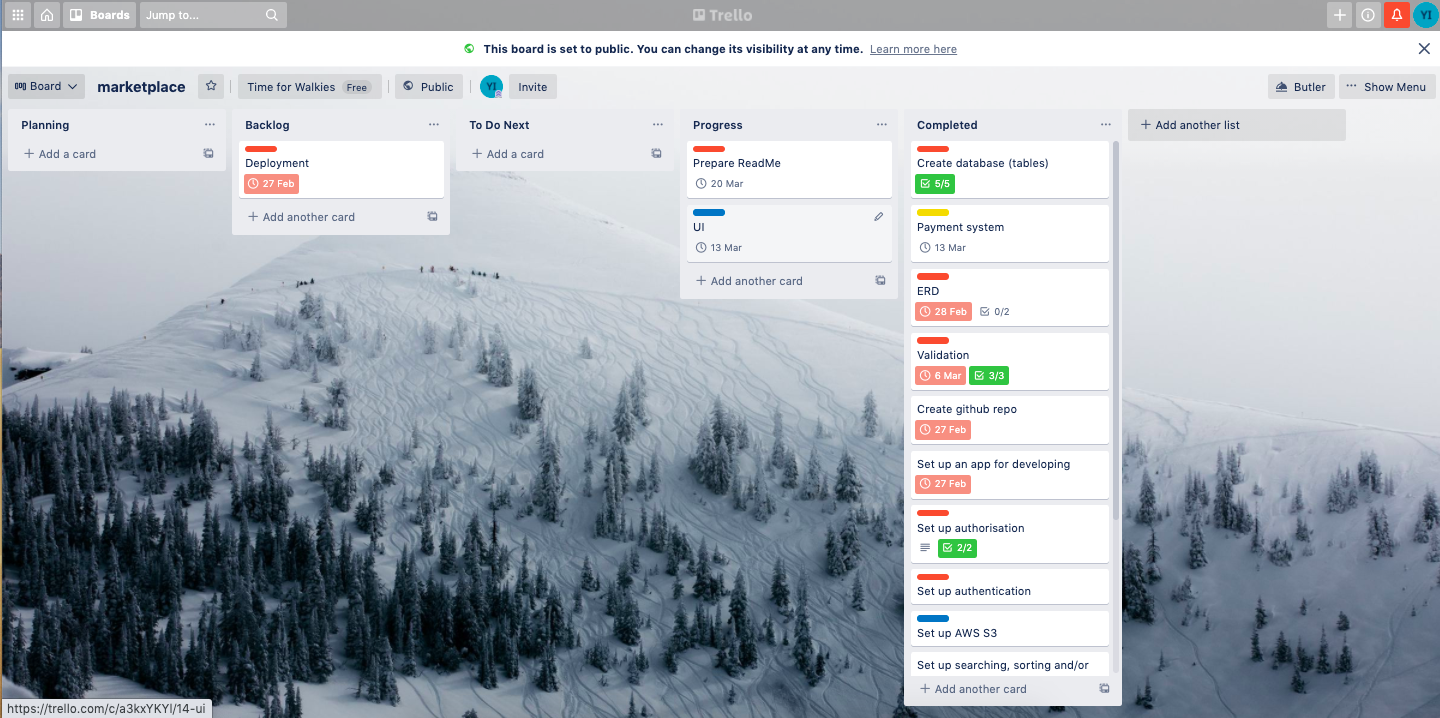 Boards
Jump to...
Trello
YI
This board is set to public. You can change its visibility at any time. Learn more here
Board
marketplace
Time for Walkies Free
Public
YI
Invite
Butler
Show Menu
Planning
Add a card
Backlog
Deployment
27 Feb
Add another card
To Do Next
Add a card
Progress
Prepare ReadMe
20 Mar
UI
13 Mar
Add another card
Completed
Create database (tables)
5/5
Payment system
13 Mar
ERD
28 Feb 0/2
Validation
6 Mar 3/3
Create github repo
27 Feb
Set up an app for developing
27 Feb
Set up authorisation
2/2
Set up authentication
Set up AWS S3
Set up searching, sorting and/or
Add another card
Add another list
https://trello.com/c/a3kxYKYl/14-ui